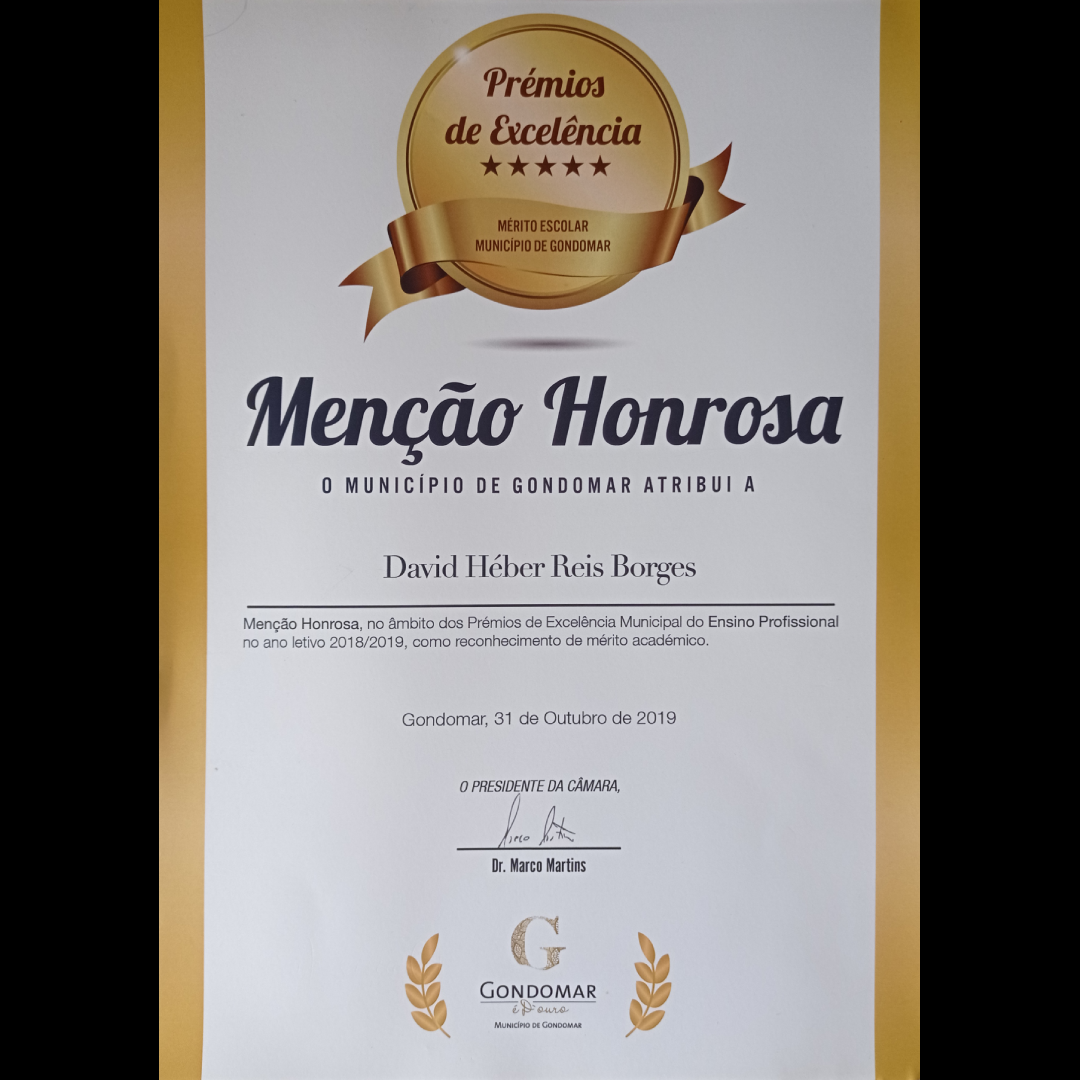 Prémios
de Excelência
MÉRITO ESCOLAR
MUNICÍPIO DE GONDOMAR
Menção Honrosa
O MUNICÍPIO DE GONDOMAR ATRIBUI A
David Héber Reis Borges
Menção Honrosa, no âmbito dos Prémios de Excelência Municipal do Ensino Profissional
no ano letivo 2018/2019, como reconhecimento de mérito académico.
Gondomar, 31 de Outubro de 2019
O PRESIDENTE DA CÂMARA,
Dr. Marco Martins
G
GONDOMAR
é D'ouro
MUNICÍPIO DE GONDOMAR